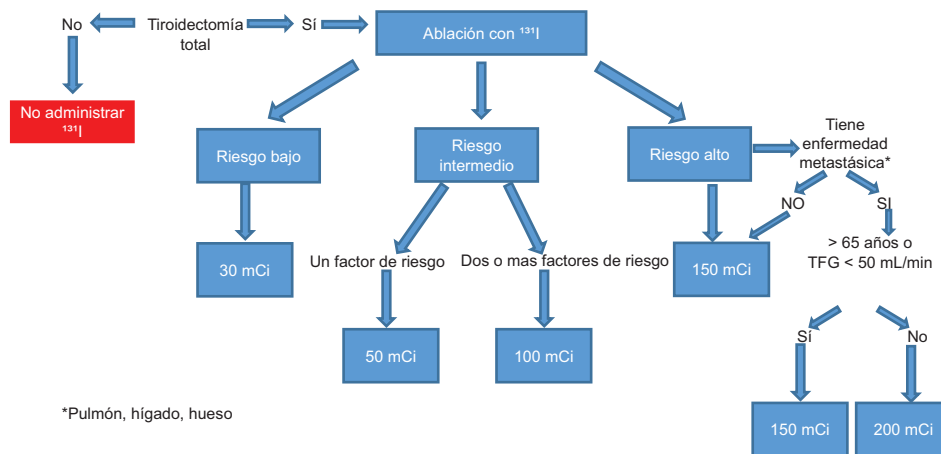 No
Tiroidectomía
total
Sí
Ablación con ¹³¹I
No administrar
¹³¹I
Riesgo bajo
Riesgo
intermedio
Riesgo alto
Tiene
enfermedad
metastásica*
NO
SI
30 mCi
Un factor de riesgo
Dos o mas factores de riesgo
150 mCi
> 65 años o
TFG < 50 mL/min
50 mCi
100 mCi
Sí
No
150 mCi
200 mCi
*Pulmón, hígado, hueso